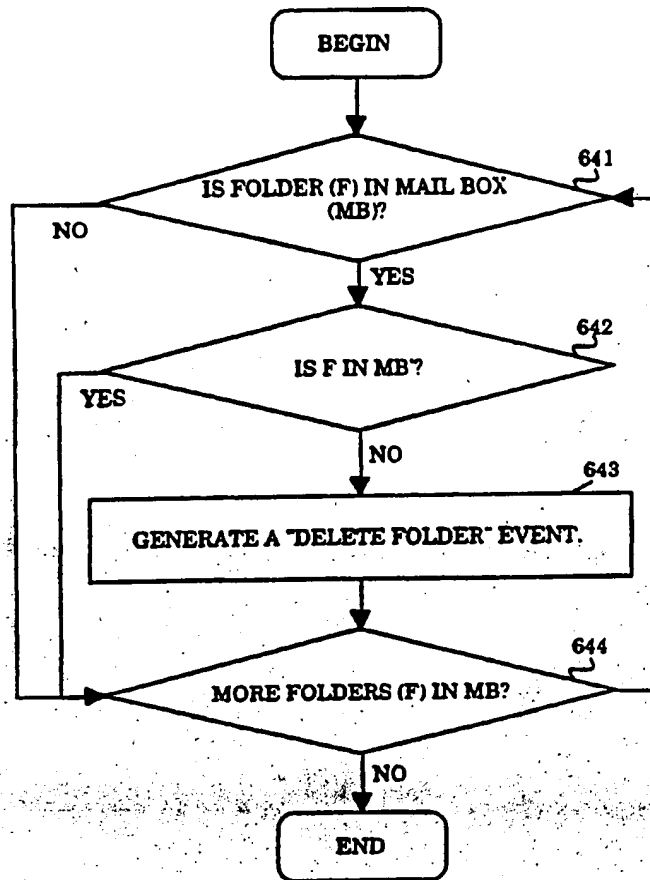 BEGIN
641
IS FOLDER (F) IN MAIL BOX
(MB)?
NO
YES
642
IS F IN MB'?
YES
NO
643
GENERATE A "DELETE FOLDER" EVENT.
644
MORE FOLDERS (F) IN MB?
NO
END